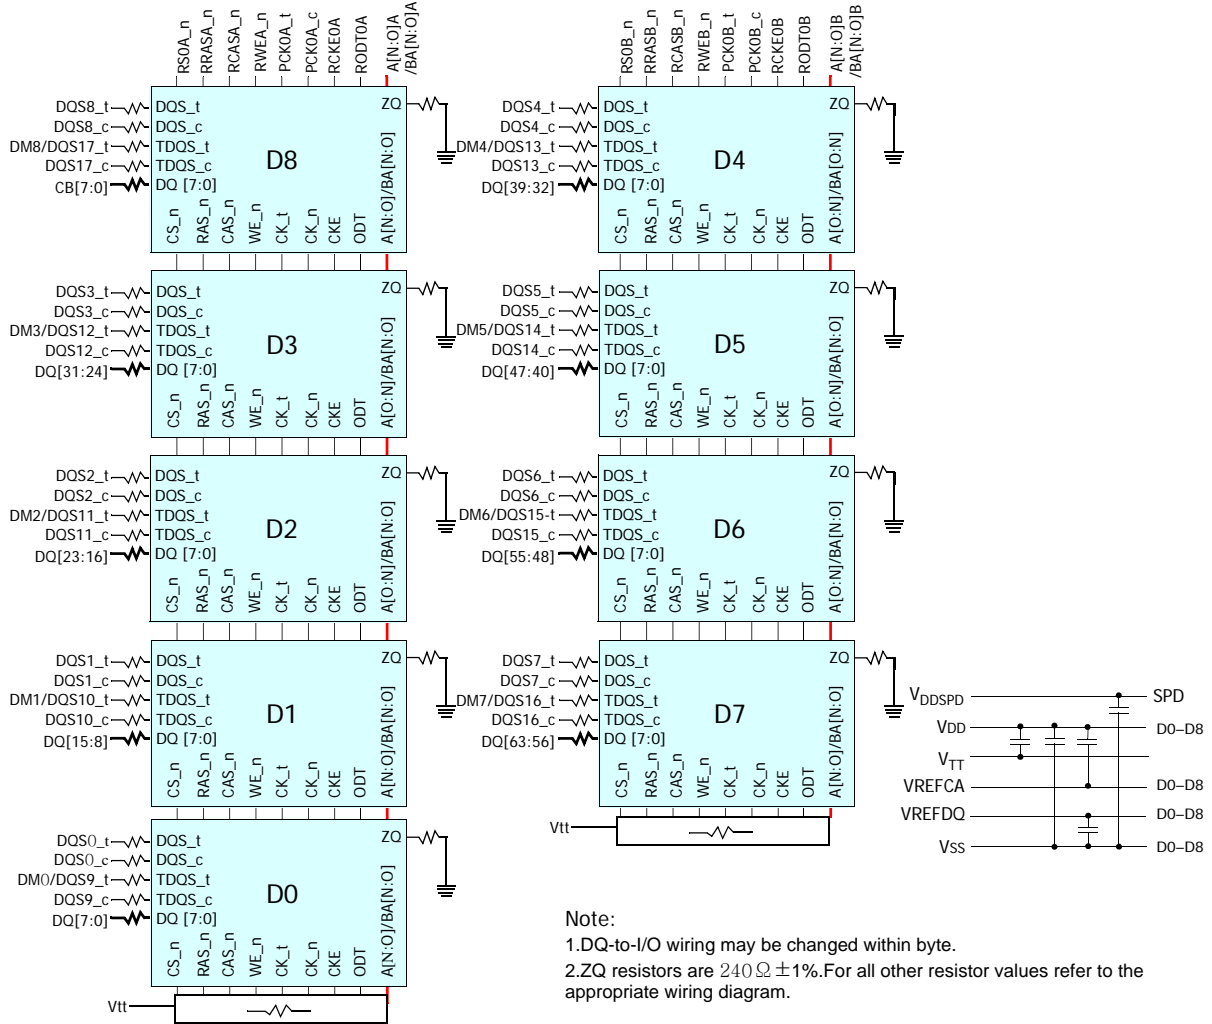 RS0A_n RRASA_n RCASA_n RWEA_n PCK0A_t PCK0A_c RCKE0A RODT0A A[N:O]A /BA[N:O]A
DQS8_t DQS_t ZQ
DQS8_c DQS_c
DM8/DQS17_t TDQS_t
DQS17_c TDQS_c
CB[7:0] DQ [7:0]
D8
CS_n RAS_n CAS_n WE_n CK_t CK_n CKE ODT A[N:O]/BA[N:O]
DQS3_t DQS_t ZQ
DQS3_c DQS_c
DM3/DQS12_t TDQS_t
DQS12_c TDQS_c
DQ[31:24] DQ [7:0]
D3
CS_n RAS_n CAS_n WE_n CK_t CK_n CKE ODT A[O:N]/BA[N:O]
DQS2_t DQS_t ZQ
DQS2_c DQS_c
DM2/DQS11_t TDQS_t
DQS11_c TDQS_c
DQ[23:16] DQ [7:0]
D2
CS_n RAS_n CAS_n WE_n CK_t CK_n CKE ODT A[O:N]/BA[N:O]
DQS1_t DQS_t ZQ
DQS1_c DQS_c
DM1/DQS10_t TDQS_t
DQS10_c TDQS_c
DQ[15:8] DQ [7:0]
D1
CS_n RAS_n CAS_n WE_n CK_t CK_n CKE ODT A[N:O]/BA[N:O]
DQS0_t DQS_t ZQ
DQS0_c DQS_c
DM0/DQS9_t TDQS_t
DQS9_c TDQS_c
DQ[7:0] DQ [7:0]
D0
CS_n RAS_n CAS_n WE_n CK_t CK_n CKE ODT A[N:O]/BA[N:O]
Vtt
RS0B_n RRASB_n RCASB_n RWEB_n PCK0B_t PCK0B_c RCKE0B RODT0B A[N:O]B /BA[N:O]B
DQS4_t DQS_t ZQ
DQS4_c DQS_c
DM4/DQS13_t TDQS_t
DQS13_c TDQS_c
DQ[39:32] DQ [7:0]
D4
CS_n RAS_n CAS_n WE_n CK_t CK_n CKE ODT A[O:N]/BA[O:N]
DQS5_t DQS_t ZQ
DQS5_c DQS_c
DM5/DQS14_t TDQS_t
DQS14_c TDQS_c
DQ[47:40] DQ [7:0]
D5
CS_n RAS_n CAS_n WE_n CK_t CK_n CKE ODT A[O:N]/BA[N:O]
DQS6_t DQS_t ZQ
DQS6_c DQS_c
DM6/DQS15-t TDQS_t
DQS15_c TDQS_c
DQ[55:48] DQ [7:0]
D6
CS_n RAS_n CAS_n WE_n CK_t CK_n CKE ODT A[O:N]/BA[N:O]
DQS7_t DQS_t ZQ
DQS7_c DQS_c
DM7/DQS16_t TDQS_t
DQS16_c TDQS_c
DQ[63:56] DQ [7:0]
D7
CS_n RAS_n CAS_n WE_n CK_t CK_n CKE ODT A[N:O]/BA[N:O]
Vtt
VDDSPD SPD
VDD D0–D8
VTT
VREFCA D0–D8
VREFDQ D0–D8
VSS D0–D8
Note:
1.DQ-to-I/O wiring may be changed within byte.
2.ZQ resistors are 240Ω±1%.For all other resistor values refer to the
appropriate wiring diagram.